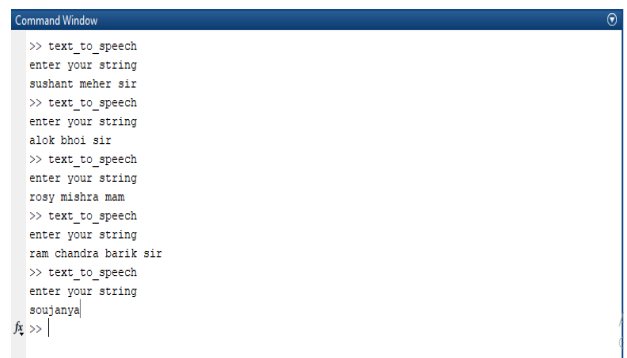 Command Window
>> text_to_speech
enter your string
sushant meher sir
>> text_to_speech
enter your string
alok bhoi sir
>> text_to_speech
enter your string
rosy mishra mam
>> text_to_speech
enter your string
ram chandra barik sir
>> text_to_speech
enter your string
soujanya
fx >>